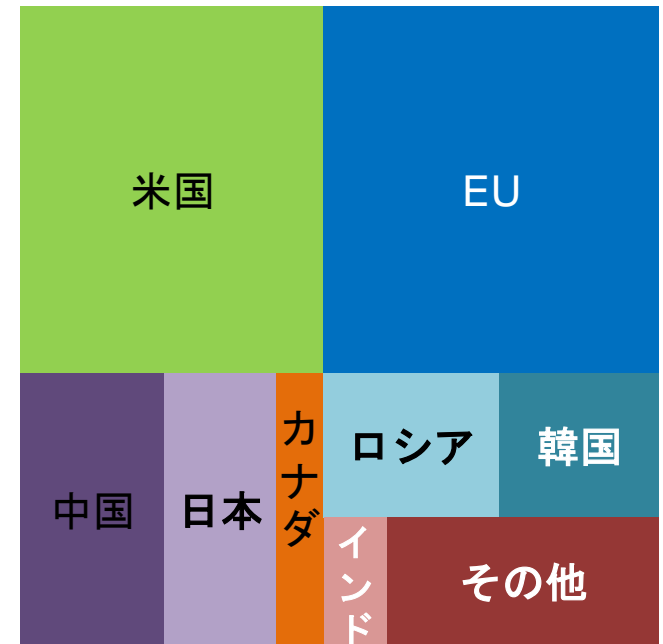 米国
EU
中国
日本
カナダ
ロシア
韓国
インド
その他